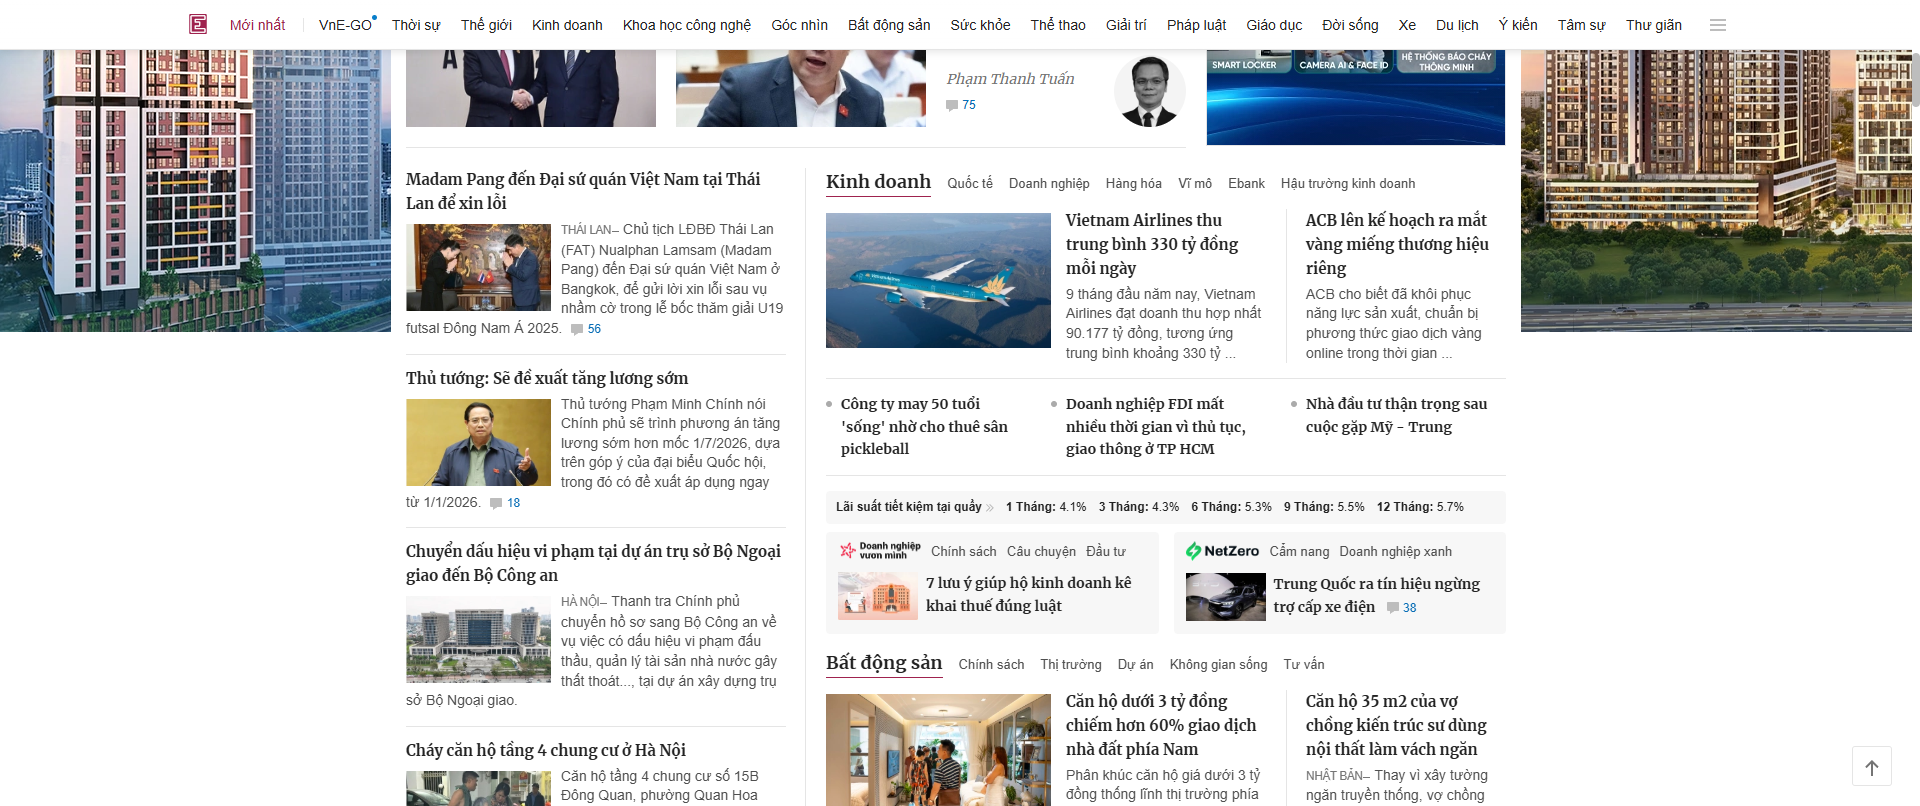 Mới nhất VnE-GO Thời sự Thế giới Kinh doanh Khoa học công nghệ Góc nhìn Bất động sản Sức khỏe Thể thao Giải trí Pháp luật Giáo dục Đời sống Xe Du lịch Ý kiến Tâm sự Thư giãn
Phạm Thanh Tuấn
75
SMART LOCKER
CAMERA AI & FACE ID
HỆ THỐNG BÁO CHÁY
THÔNG MINH
Madam Pang đến Đại sứ quán Việt Nam tại Thái
Lan để xin lỗi
THÁI LAN– Chủ tịch LĐBĐ Thái Lan
(FAT) Nualphan Lamsam (Madam
Pang) đến Đại sứ quán Việt Nam ở
Bangkok, để gửi lời xin lỗi sau vụ
nhầm cờ trong lễ bốc thăm giải U19
futsal Đông Nam Á 2025. 56
Thủ tướng: Sẽ đề xuất tăng lương sớm
Thủ tướng Phạm Minh Chính nói
Chính phủ sẽ trình phương án tăng
lương sớm hơn mốc 1/7/2026, dựa
trên góp ý của đại biểu Quốc hội,
trong đó có đề xuất áp dụng ngay
từ 1/1/2026. 18
Chuyển dấu hiệu vi phạm tại dự án trụ sở Bộ Ngoại
giao đến Bộ Công an
HÀ NỘI– Thanh tra Chính phủ
chuyển hồ sơ sang Bộ Công an về
vụ việc có dấu hiệu vi phạm đấu
thầu, quản lý tài sản nhà nước gây
thất thoát..., tại dự án xây dựng trụ
sở Bộ Ngoại giao.
Cháy căn hộ tầng 4 chung cư ở Hà Nội
Căn hộ tầng 4 chung cư số 15B
Đông Quan, phường Quan Hoa
Kinh doanh Quốc tế Doanh nghiệp Hàng hóa Vĩ mô Ebank Hậu trường kinh doanh
Vietnam Airlines thu
trung bình 330 tỷ đồng
mỗi ngày
9 tháng đầu năm nay, Vietnam
Airlines đạt doanh thu hợp nhất
90.177 tỷ đồng, tương ứng
trung bình khoảng 330 tỷ ...
ACB lên kế hoạch ra mắt
vàng miếng thương hiệu
riêng
ACB cho biết đã khôi phục
năng lực sản xuất, chuẩn bị
phương thức giao dịch vàng
online trong thời gian ...
Công ty may 50 tuổi
'sống' nhờ cho thuê sân
pickleball
Doanh nghiệp FDI mất
nhiều thời gian vì thủ tục,
giao thông ở TP HCM
Nhà đầu tư thận trọng sau
cuộc gặp Mỹ - Trung
Lãi suất tiết kiệm tại quầy 1 Tháng: 4.1% 3 Tháng: 4.3% 6 Tháng: 5.3% 9 Tháng: 5.5% 12 Tháng: 5.7%
Doanh nghiệp
vươn mình
Chính sách Câu chuyện Đầu tư
7 lưu ý giúp hộ kinh doanh kê
khai thuế đúng luật
NetZero Cẩm nang Doanh nghiệp xanh
Trung Quốc ra tín hiệu ngừng
trợ cấp xe điện 38
Bất động sản Chính sách Thị trường Dự án Không gian sống Tư vấn
Căn hộ dưới 3 tỷ đồng
chiếm hơn 60% giao dịch
nhà đất phía Nam
Phân khúc căn hộ giá dưới 3 tỷ
đồng thống lĩnh thị trường phía
Căn hộ 35 m2 của vợ
chồng kiến trúc sư dùng
nội thất làm vách ngăn
NHẬT BẢN– Thay vì xây tường
ngăn truyền thống, vợ chồng